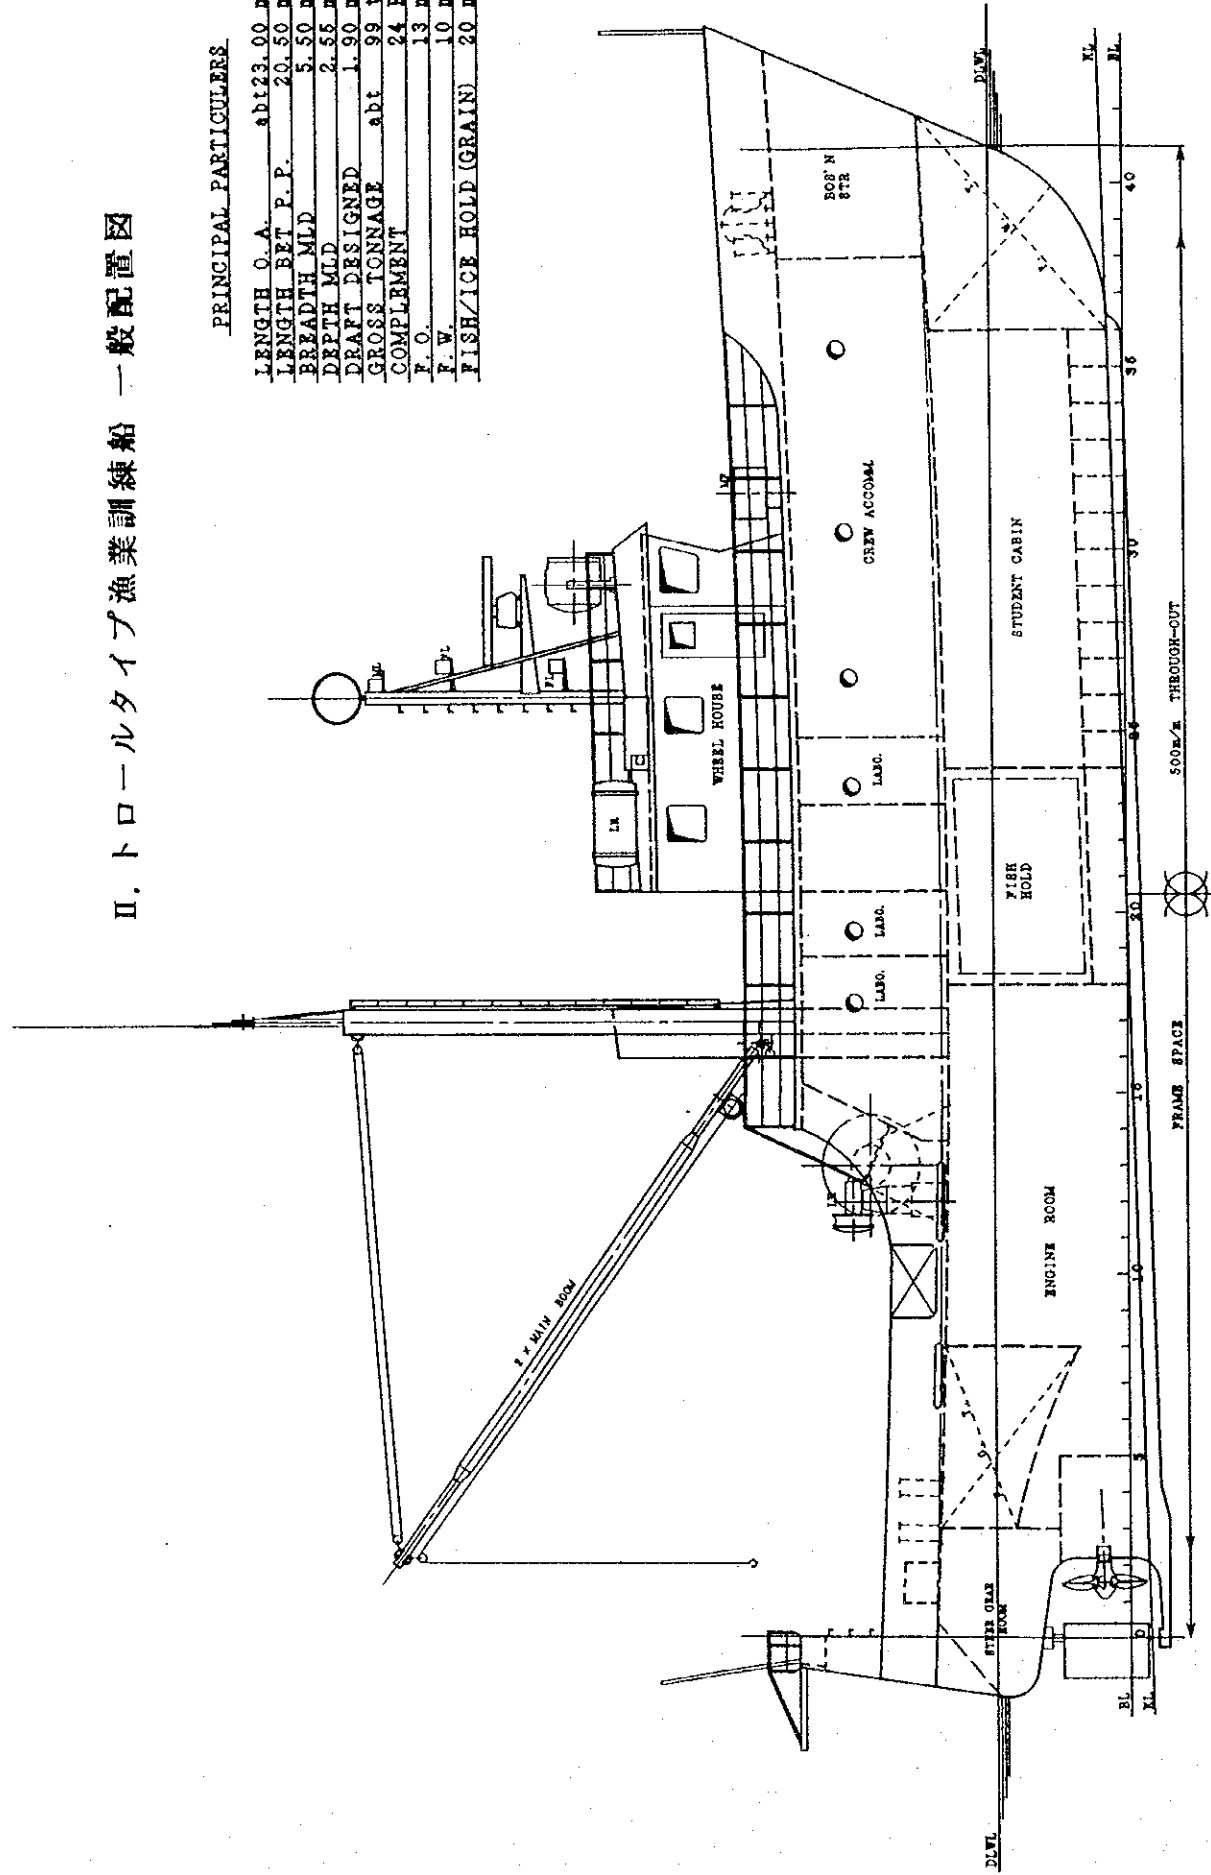 II. トロールタイプ漁業訓練船 一般配置図
PRINCIPAL PARTICULERS
LENGTH O. A. abt23.00 m
LENGTH BET P. P. 20.50 m
BREADTH MLD 5.50 m
DEPTH MLD 2.55 m
DRAFT DESIGNED 1.90 m
GROSS TONNAGE abt 99
COMPLEMENT 24
F. O. 13
F. W. 10
FISH/ICE HOLD (GRAIN) 20
2 x MAIN BOOM
LR
WHEEL HOUSE
LABO.
LABO.
LABO.
CREW ACCOMM
BOS'N
STR
DLWL
DLWL
STEER GEAR
ROOM
ENGINE ROOM
FISH
HOLD
STUDENT CABIN
BL
KL
KL
BL
0
5
10
15
20
25
30
35
40
FRAME SPACE
500m/m THROUGH-OUT